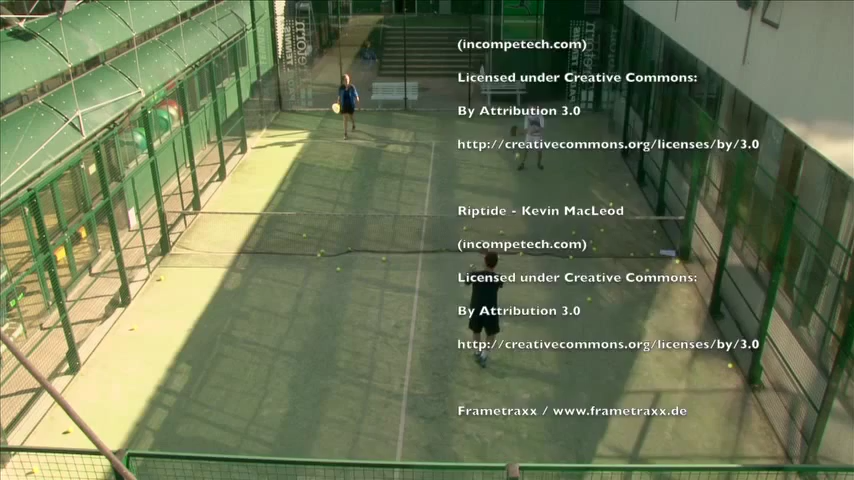 (incompetech.com)
Licensed under Creative Commons:
By Attribution 3.0
http://creativecommons.org/licenses/by/3.0
Riptide - Kevin MacLeod
(incompetech.com)
Licensed under Creative Commons:
By Attribution 3.0
http://creativecommons.org/licenses/by/3.0
Frametraxx / www.frametraxx.de